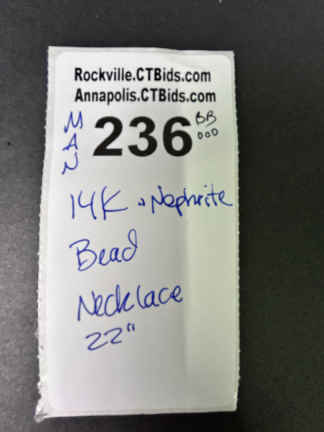 Rockville.CTBids.com
Annapolis.CTBids.com
MAN 236 BB
000
14K + Nephrite
Bead
Necklace
22"